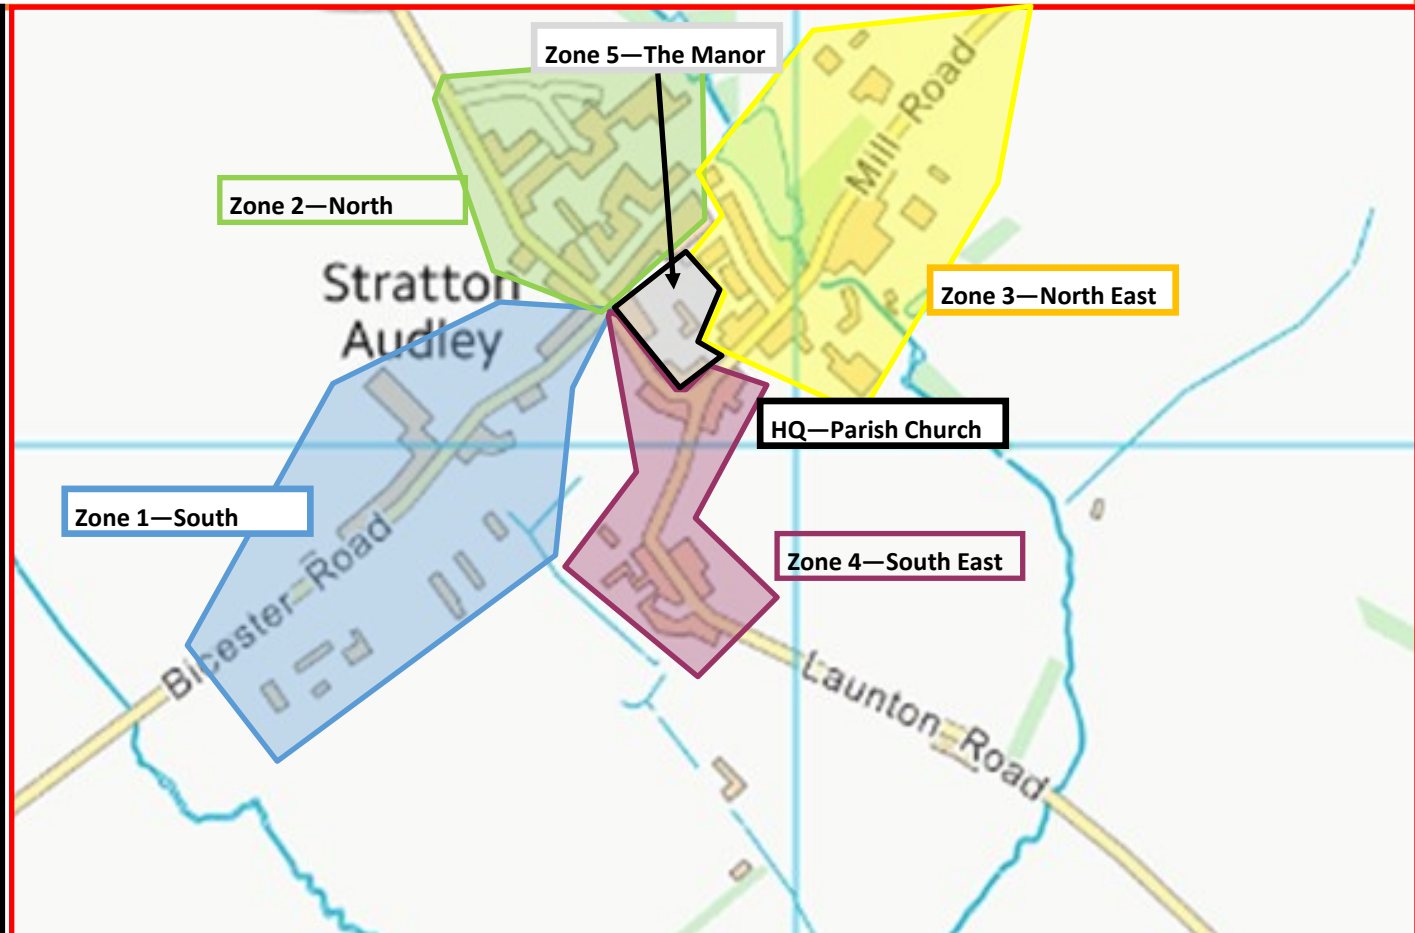 Zone 5—The Manor
Mill Road
Zone 2—North
Stratton
Audley
Zone 3—North East
HQ—Parish Church
Zone 1—South
Zone 4—South East
Bicester Road
Launton Road